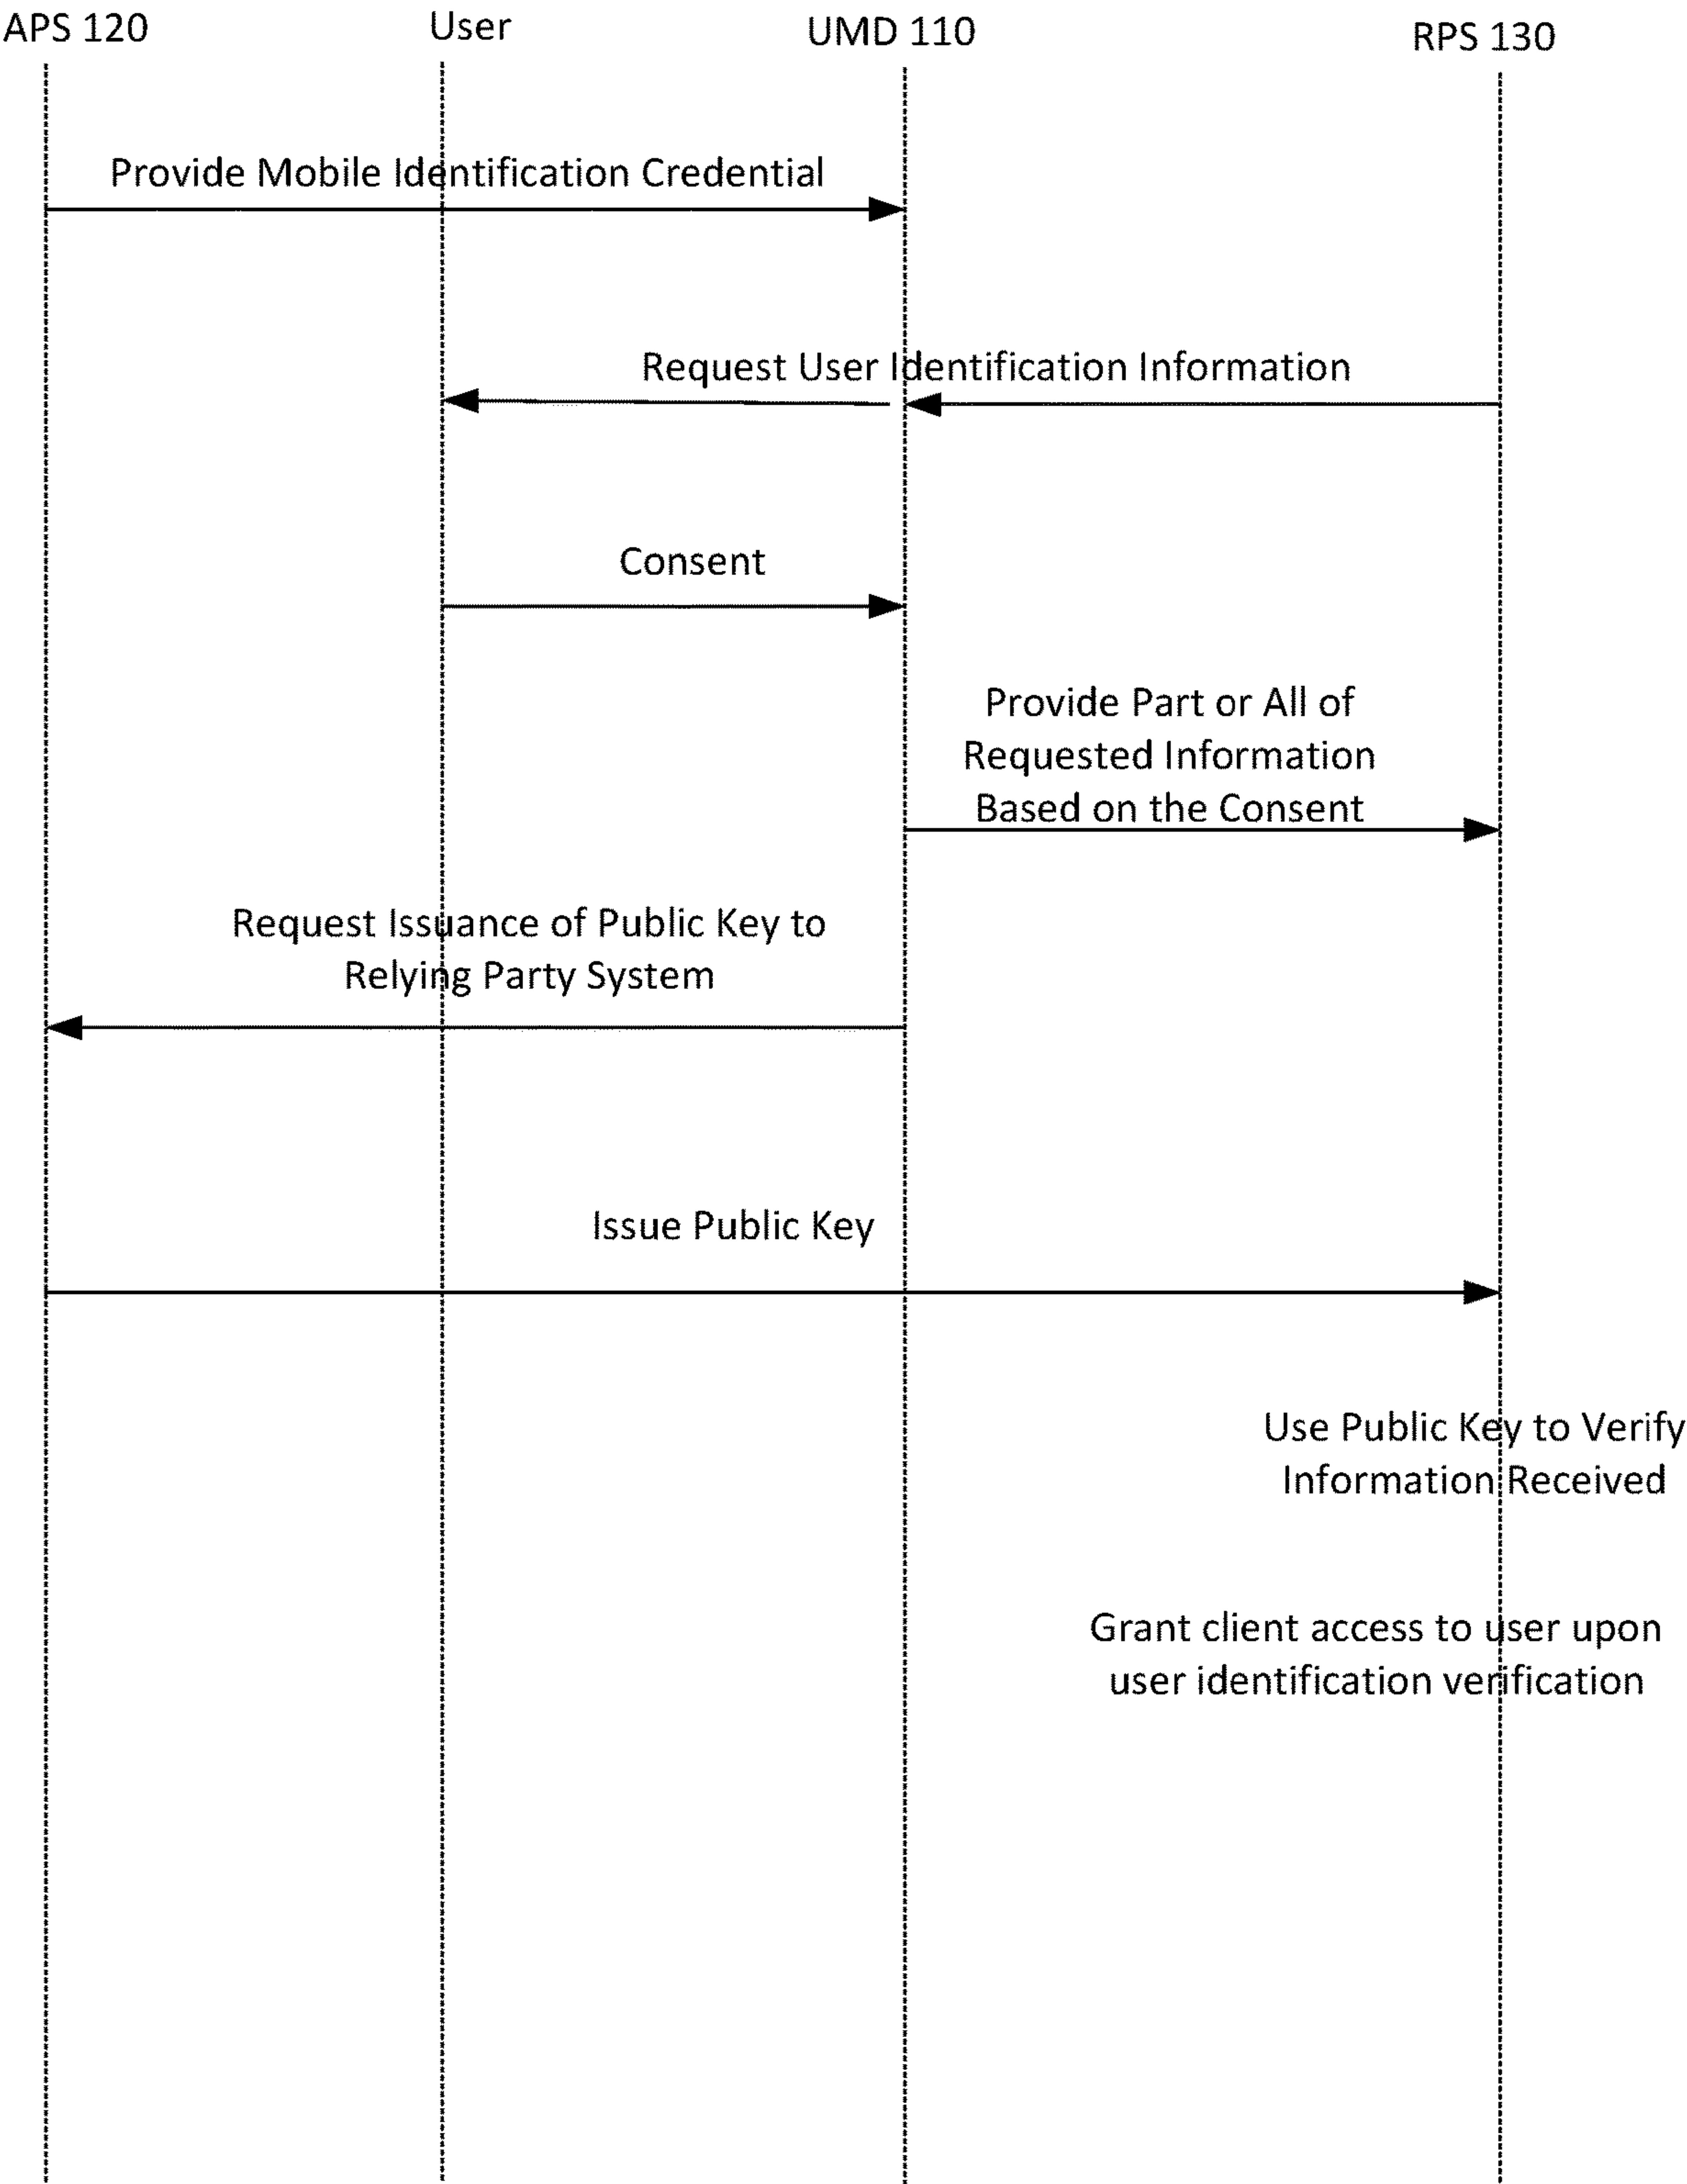 APS 120
User
UMD 110
RPS 130
Provide Mobile Identification Credential
Request User Identification Information
Consent
Provide Part or All of
Requested Information
Based on the Consent
Request Issuance of Public Key to
Relying Party System
Issue Public Key
Use Public Key to Verify
Information Received
Grant client access to user upon
user identification verification